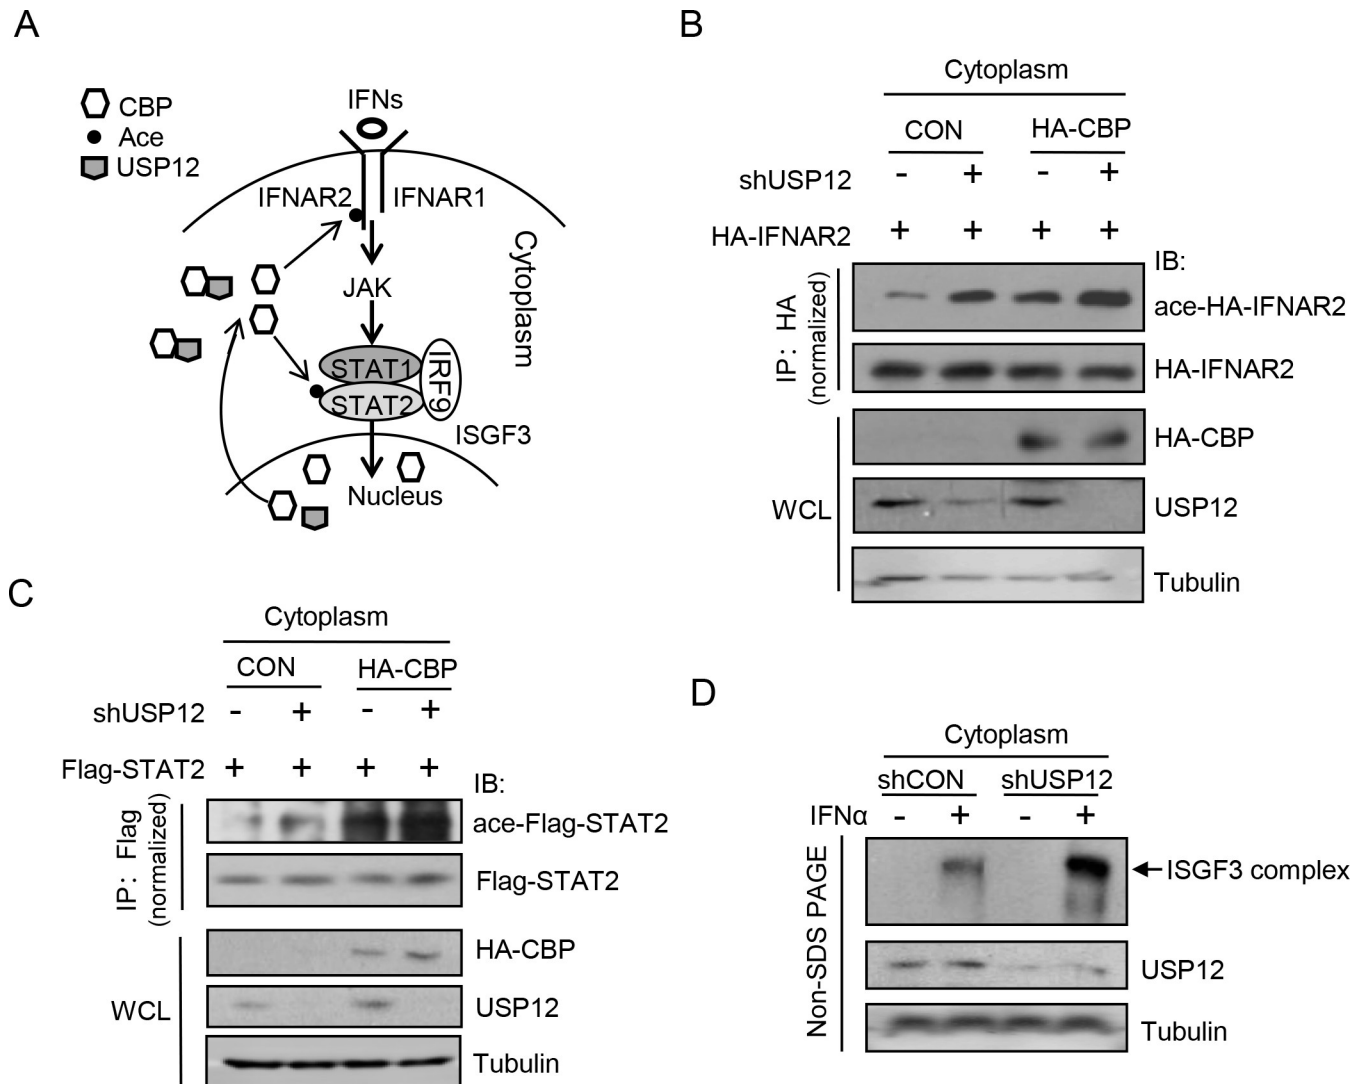 A
CBP
Ace
USP12
IFNs
IFNAR2
IFNAR1
Cytoplasm
JAK
STAT1
STAT2
IRF9
ISGF3
Nucleus
B
Cytoplasm
CON
HA-CBP
shUSP12 - + - +
HA-IFNAR2 + + + +
IB:
IP: HA
(normalized)
ace-HA-IFNAR2
HA-IFNAR2
WCL
HA-CBP
USP12
Tubulin
C
Cytoplasm
CON
HA-CBP
shUSP12 - + - +
Flag-STAT2 + + + +
IB:
IP: Flag
(normalized)
ace-Flag-STAT2
Flag-STAT2
WCL
HA-CBP
USP12
Tubulin
D
Cytoplasm
shCON
shUSP12
IFNα - + - +
Non-SDS PAGE
ISGF3 complex
USP12
Tubulin